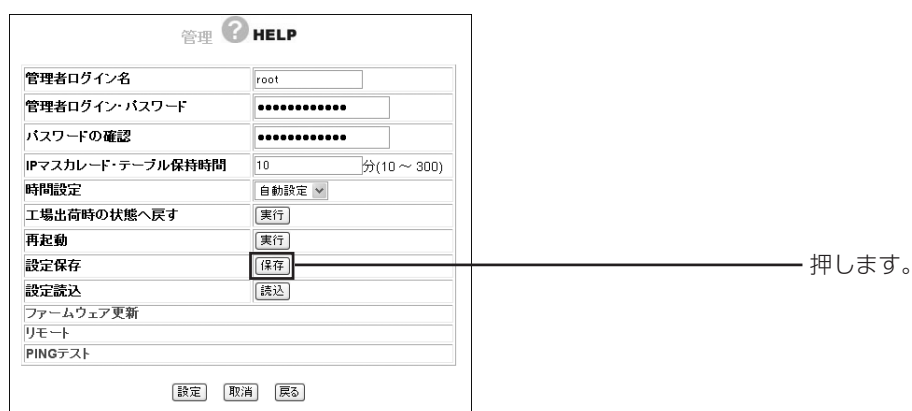 管理 ? HELP
管理者ログイン名 root
管理者ログイン・パスワード ●●●●●●●●●●●●
パスワードの確認 ●●●●●●●●●●●●
IPマスカレード・テーブル保持時間 10 分(10 ～ 300)
時間設定 自動設定
工場出荷時の状態へ戻す 実行
再起動 実行
設定保存 保存 押します。
設定読込 読込
ファームウェア更新
リモート
PINGテスト
設定 取消 戻る